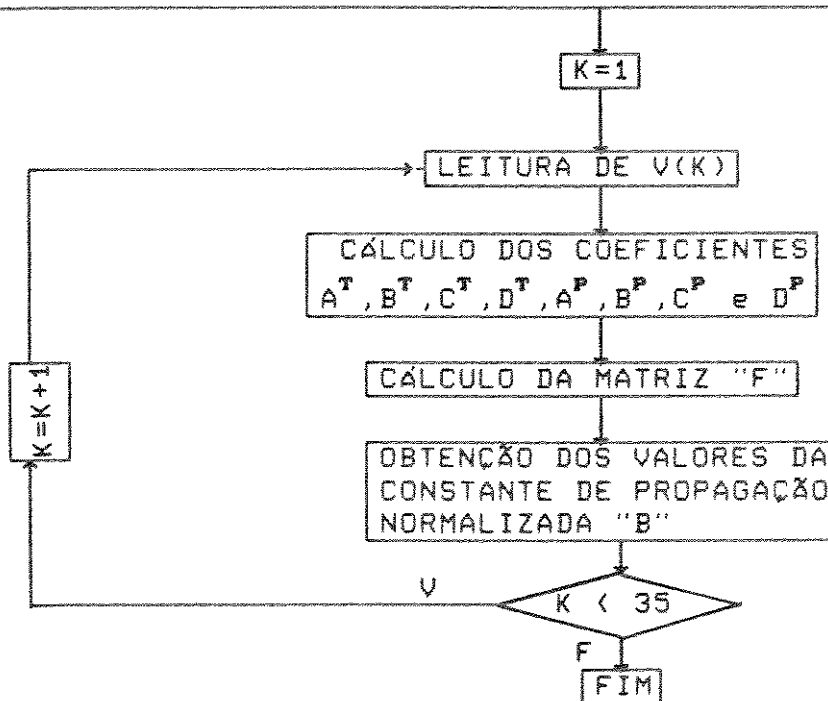 K=1
LEITURA DE V(K)
CÁLCULO DOS COEFICIENTES
A^T,B^T,C^T,D^T,A^P,B^P,C^P e D^P
K=K+1
CÁLCULO DA MATRIZ "F"
OBTENÇÃO DOS VALORES DA
CONSTANTE DE PROPAGAÇÃO
NORMALIZADA "B"
V
K < 35
F
FIM